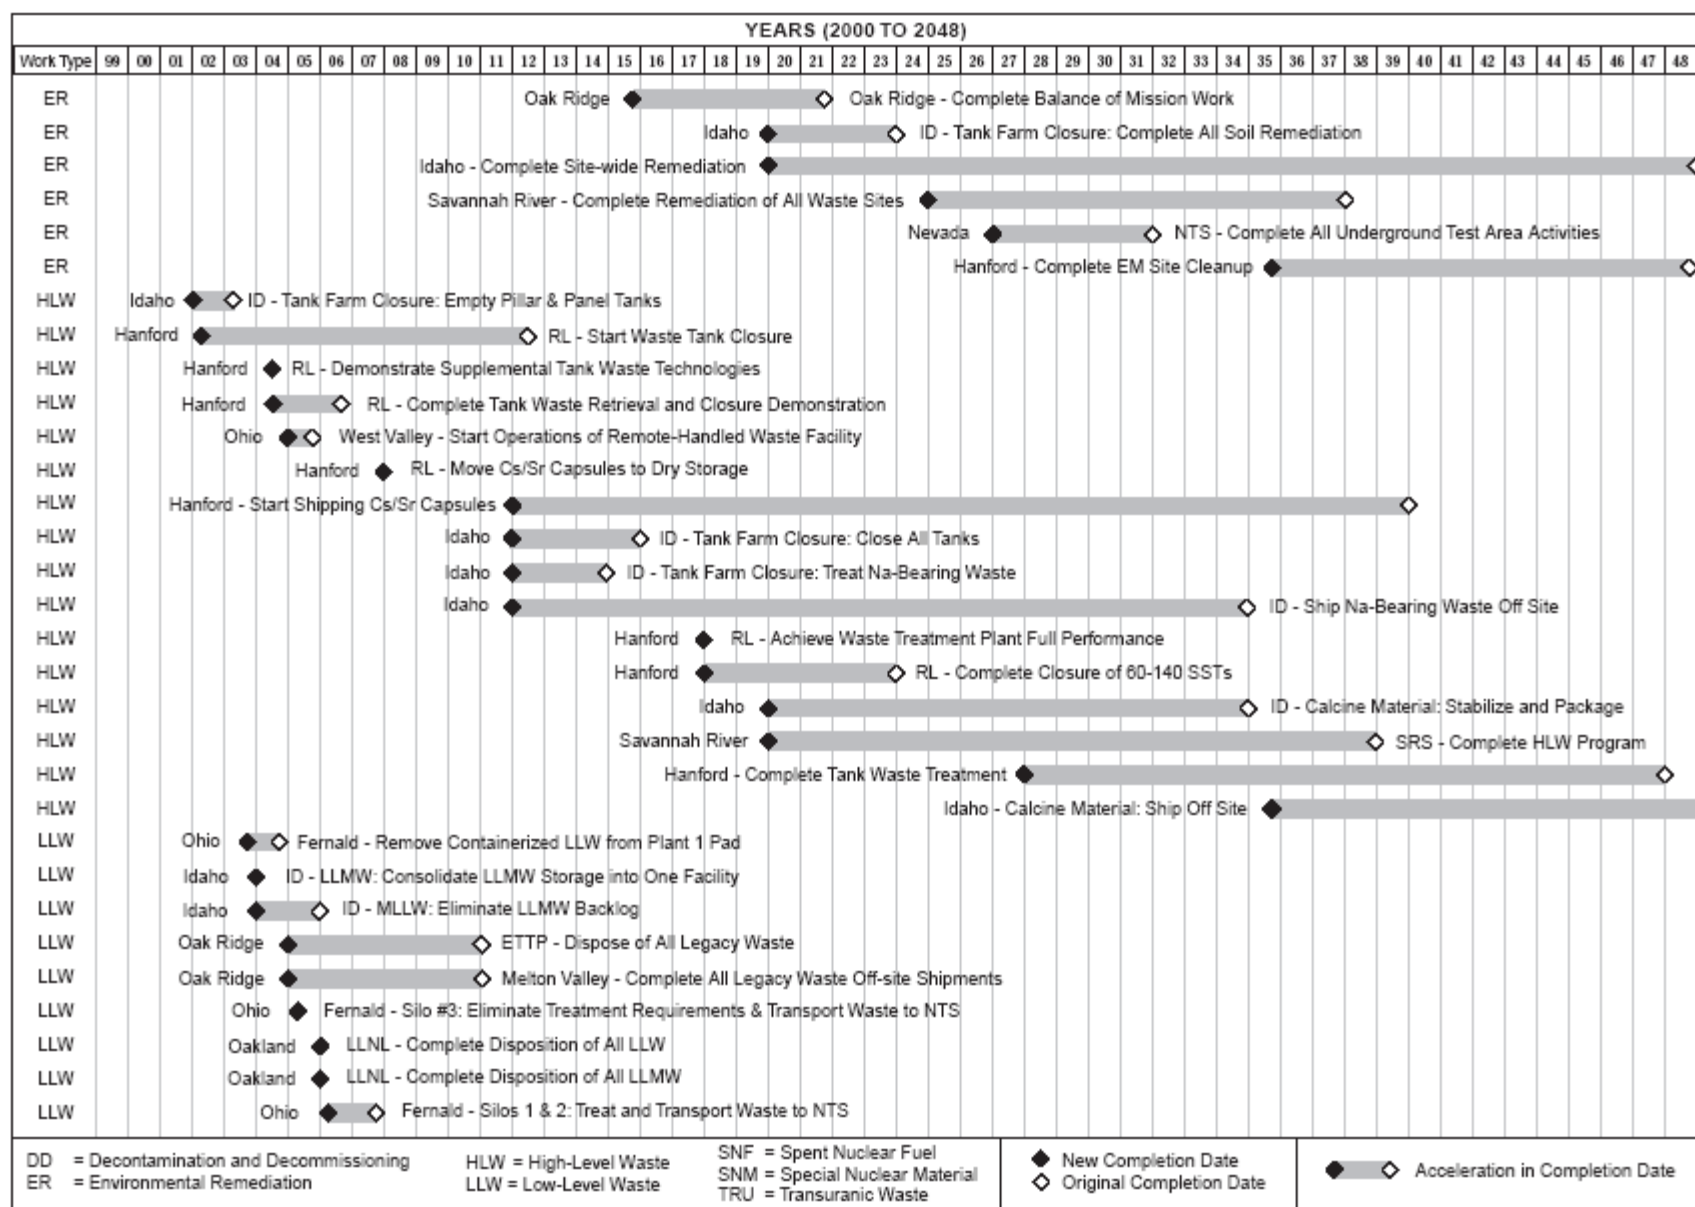 YEARS (2000 TO 2048)
Work Type 99 00 01 02 03 04 05 06 07 08 09 10 11 12 13 14 15 16 17 18 19 20 21 22 23 24 25 26 27 28 29 30 31 32 33 34 35 36 37 38 39 40 41 42 43 44 45 46 47 48
ER Oak Ridge Oak Ridge - Complete Balance of Mission Work
ER Idaho ID - Tank Farm Closure: Complete All Soil Remediation
ER Idaho - Complete Site-wide Remediation
ER Savannah River - Complete Remediation of All Waste Sites
ER Nevada NTS - Complete All Underground Test Area Activities
ER Hanford - Complete EM Site Cleanup
HLW Idaho ID - Tank Farm Closure: Empty Pillar & Panel Tanks
HLW Hanford RL - Start Waste Tank Closure
HLW Hanford RL - Demonstrate Supplemental Tank Waste Technologies
HLW Hanford RL - Complete Tank Waste Retrieval and Closure Demonstration
HLW Ohio West Valley - Start Operations of Remote-Handled Waste Facility
HLW Hanford RL - Move Cs/Sr Capsules to Dry Storage
HLW Hanford - Start Shipping Cs/Sr Capsules
HLW Idaho ID - Tank Farm Closure: Close All Tanks
HLW Idaho ID - Tank Farm Closure: Treat Na-Bearing Waste
HLW Idaho ID - Ship Na-Bearing Waste Off Site
HLW Hanford RL - Achieve Waste Treatment Plant Full Performance
HLW Hanford RL - Complete Closure of 60-140 SSTs
HLW Idaho ID - Calcine Material: Stabilize and Package
HLW Savannah River SRS - Complete HLW Program
HLW Hanford - Complete Tank Waste Treatment
HLW Idaho - Calcine Material: Ship Off Site
LLW Ohio Fernald - Remove Containerized LLW from Plant 1 Pad
LLW Idaho ID - LLMW: Consolidate LLMW Storage into One Facility
LLW Idaho ID - MLLW: Eliminate LLMW Backlog
LLW Oak Ridge ETTP - Dispose of All Legacy Waste
LLW Oak Ridge Melton Valley - Complete All Legacy Waste Off-site Shipments
LLW Ohio Fernald - Silo #3: Eliminate Treatment Requirements & Transport Waste to NTS
LLW Oakland LLNL - Complete Disposition of All LLW
LLW Oakland LLNL - Complete Disposition of All LLMW
LLW Ohio Fernald - Silos 1 & 2: Treat and Transport Waste to NTS
DD = Decontamination and Decommissioning
ER = Environmental Remediation
HLW = High-Level Waste
LLW = Low-Level Waste
SNF = Spent Nuclear Fuel
SNM = Special Nuclear Material
TRU = Transuranic Waste
New Completion Date
Original Completion Date
Acceleration in Completion Date